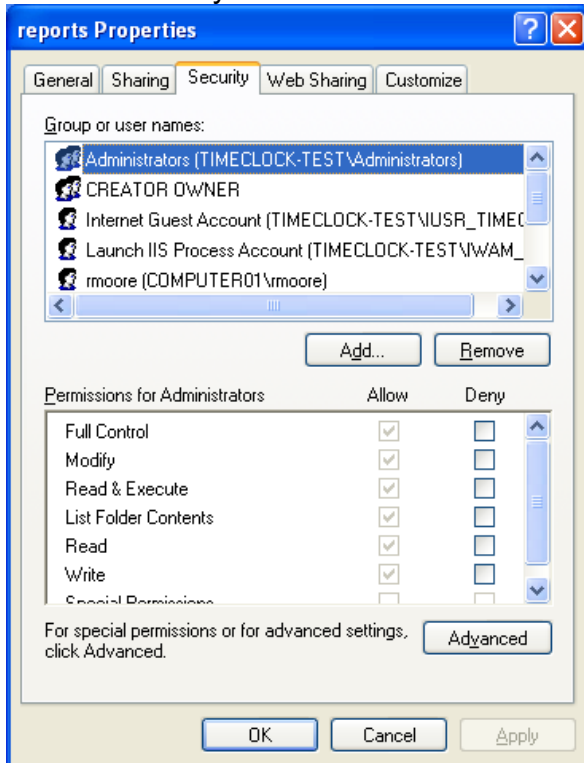 reports Properties
General Sharing Security Web Sharing Customize
Group or user names:
Administrators (TIMECLOCK-TEST\Administrators)
CREATOR OWNER
Internet Guest Account (TIMECLOCK-TEST\IUSR_TIMEC
Launch IIS Process Account (TIMECLOCK-TEST\IWAM_
rmoore (COMPUTER01\rmoore)
Add... Remove
Permissions for Administrators Allow Deny
Full Control
Modify
Read & Execute
List Folder Contents
Read
Write
Special Permissions
For special permissions or for advanced settings,
click Advanced.
Advanced
OK Cancel Apply